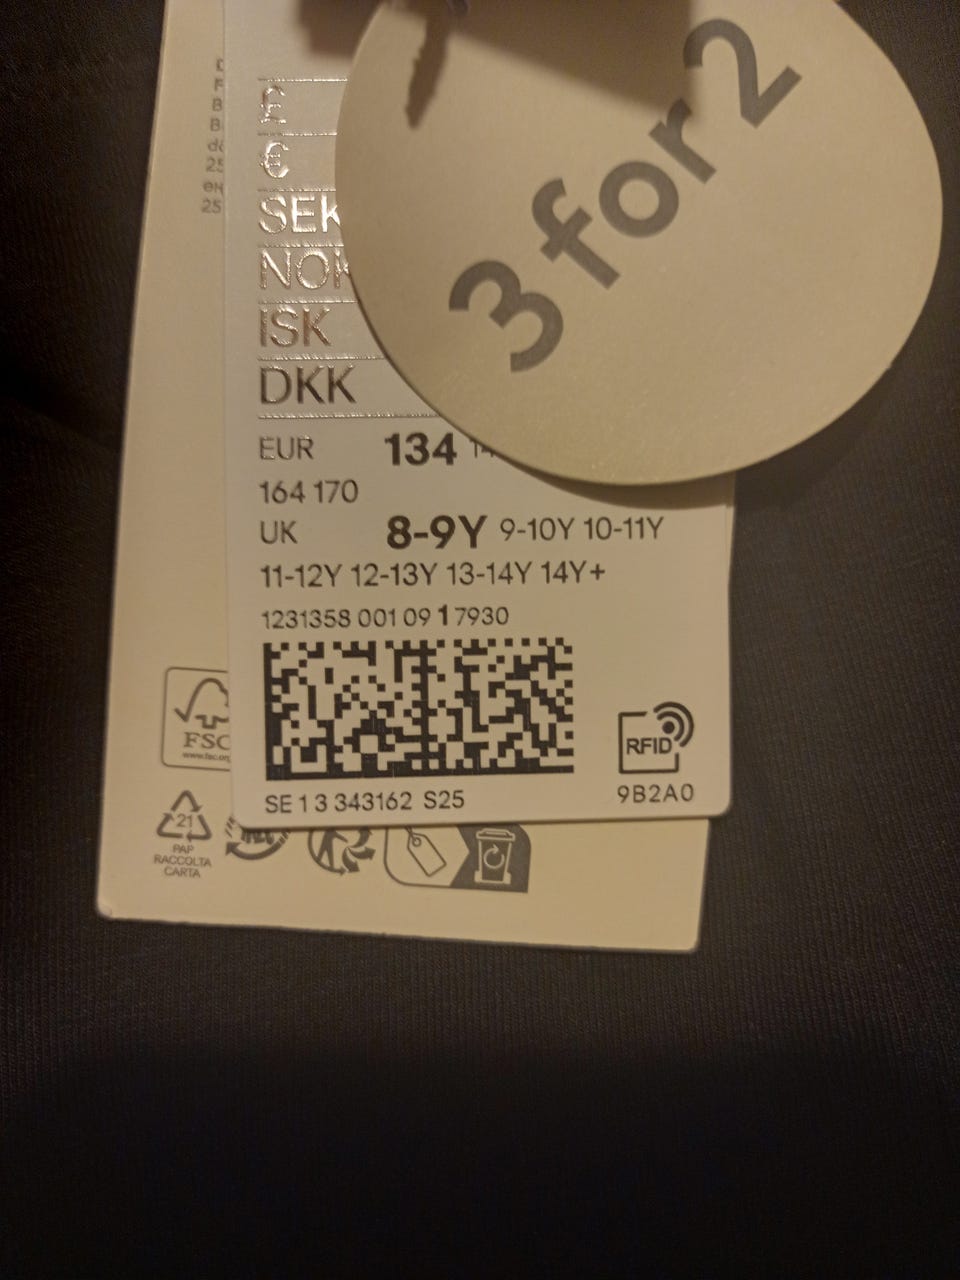 3 for 2
£
€
SEK
NOK
ISK
DKK
EUR 134
164 170
UK 8-9Y 9-10Y 10-11Y
11-12Y 12-13Y 13-14Y 14Y+
1231358 001 09 1 7930
SE 1 3 343162 S25
RFID
9B2A0
FSC
21
PAP
RACCOLTA
CARTA